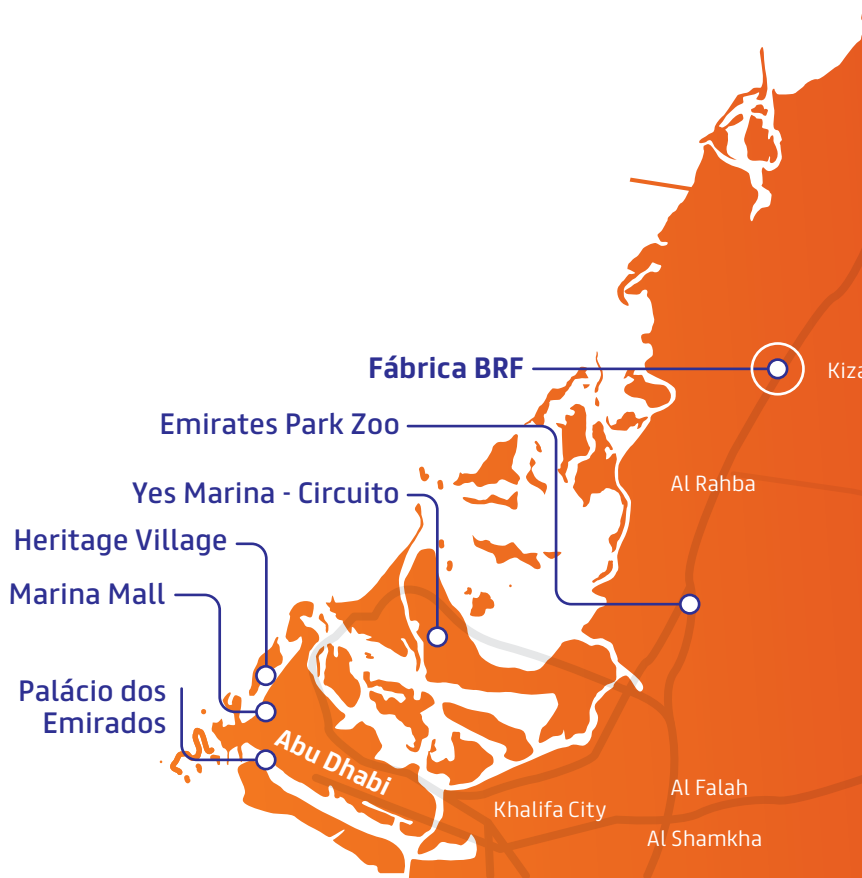 Fábrica BRF
Kiza
Emirates Park Zoo
Al Rahba
Yes Marina - Circuito
Heritage Village
Marina Mall
Palácio dos
Emirados
Abu Dhabi
Al Falah
Khalifa City
Al Shamkha